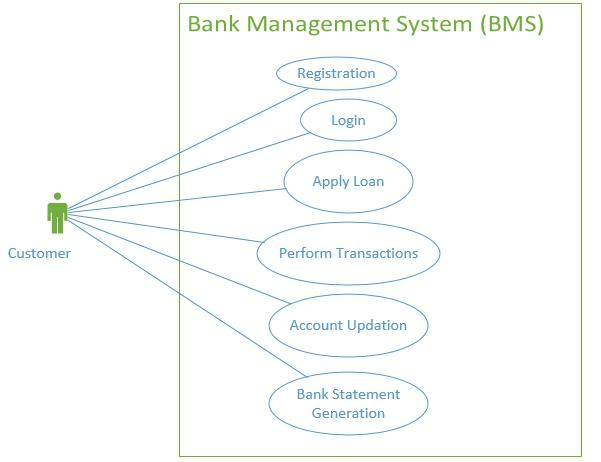 Bank Management System (BMS)
Registration
Login
Apply Loan
Customer
Perform Transactions
Account Updation
Bank Statement
Generation